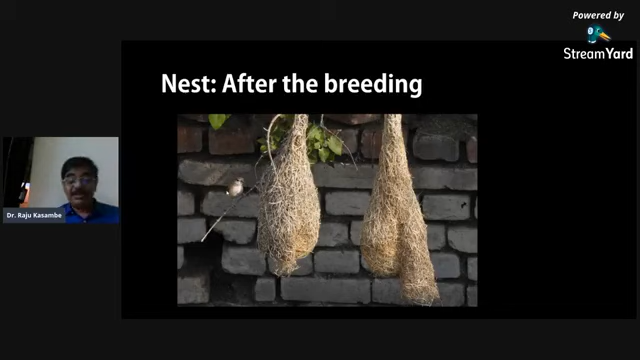 Powered by
StreamYard
Nest: After the breeding
Dr. Raju Kasambe